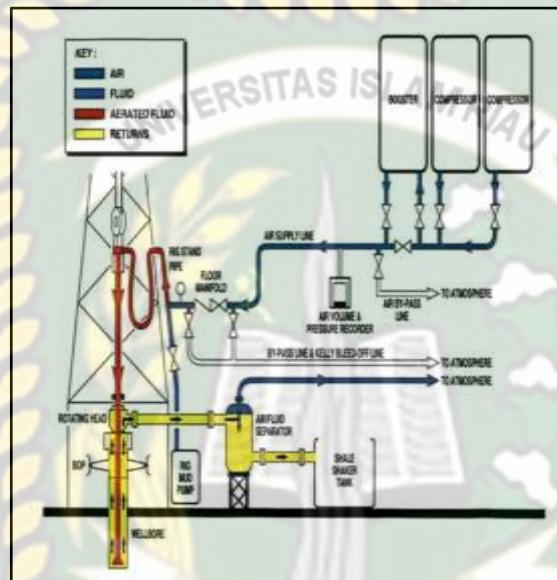 KEY :
AIR
FLUID
AERATED FLUID
RETURNS
UNIVERSITAS ISLAM RIAU
BOOSTER
COMPRESSOR
COMPRESSOR
AIR SUPPLY LINE
RIG STAND
PIPE
FLOOR
MANIFOLD
AIR VOLUME &
PRESSURE RECORDER
AIR BY-PASS
LINE
TO ATMOSPHERE
BY-PASS LINE & KELLY BLEED-OFF LINE
TO ATMOSPHERE
TO ATMOSPHERE
ROTATING HEAD
AIR/FLUID
SEPARATOR
BOP
RIG
MUD
PUMP
SHALE
SHAKER
TANK
WELLBORE